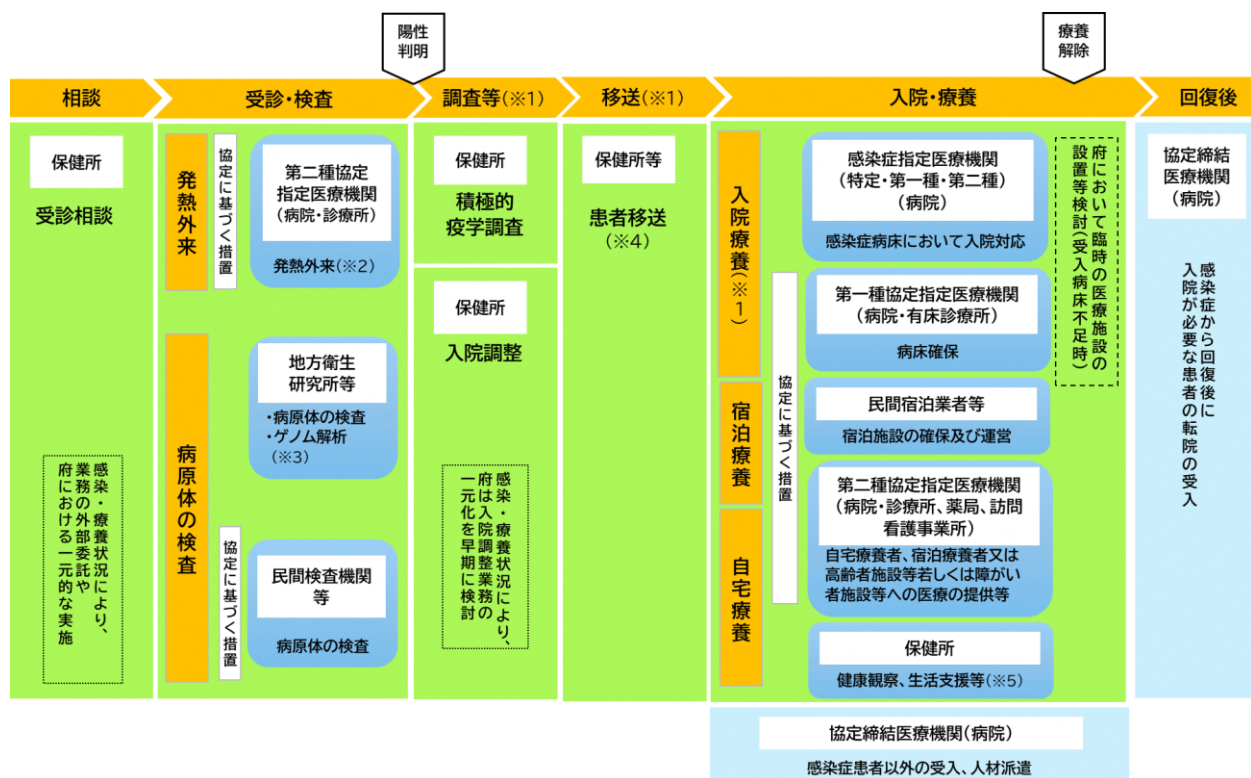 陽性
判明
療養
解除
相談
受診・検査
調査等(※1)
移送(※1)
入院・療養
回復後
保健所
受診相談
感染・療養状況により、
業務の外部委託や
府における一元的な実施
発熱外来
協定に基づく措置
第二種協定
指定医療機関
(病院・診療所)
発熱外来(※2)
病原体の検査
地方衛生
研究所等
・病原体の検査
・ゲノム解析
(※3)
協定に基づく措置
民間検査機関
等
病原体の検査
保健所
積極的
疫学調査
保健所
入院調整
感染・療養状況により、
府は入院調整業務の
一元化を早期に検討
保健所等
患者移送
(※4)
入院療養(※1)
感染症指定医療機関
(特定・第一種・第二種)
(病院)
感染症病床において入院対応
協定に基づく措置
第一種協定指定医療機関
(病院・有床診療所)
病床確保
宿泊療養
民間宿泊業者等
宿泊施設の確保及び運営
自宅療養
第二種協定指定医療機関
(病院・診療所、薬局、訪問
看護事業所)
自宅療養者、宿泊療養者又は
高齢者施設等若しくは障がい
者施設等への医療の提供等
保健所
健康観察、生活支援等(※5)
府において臨時の医療施設の
設置等検討(受入病床不足時)
協定締結医療機関(病院)
感染症患者以外の受入、人材派遣
協定締結
医療機関
(病院)
感染症から回復後に
入院が必要な患者の転院の受入